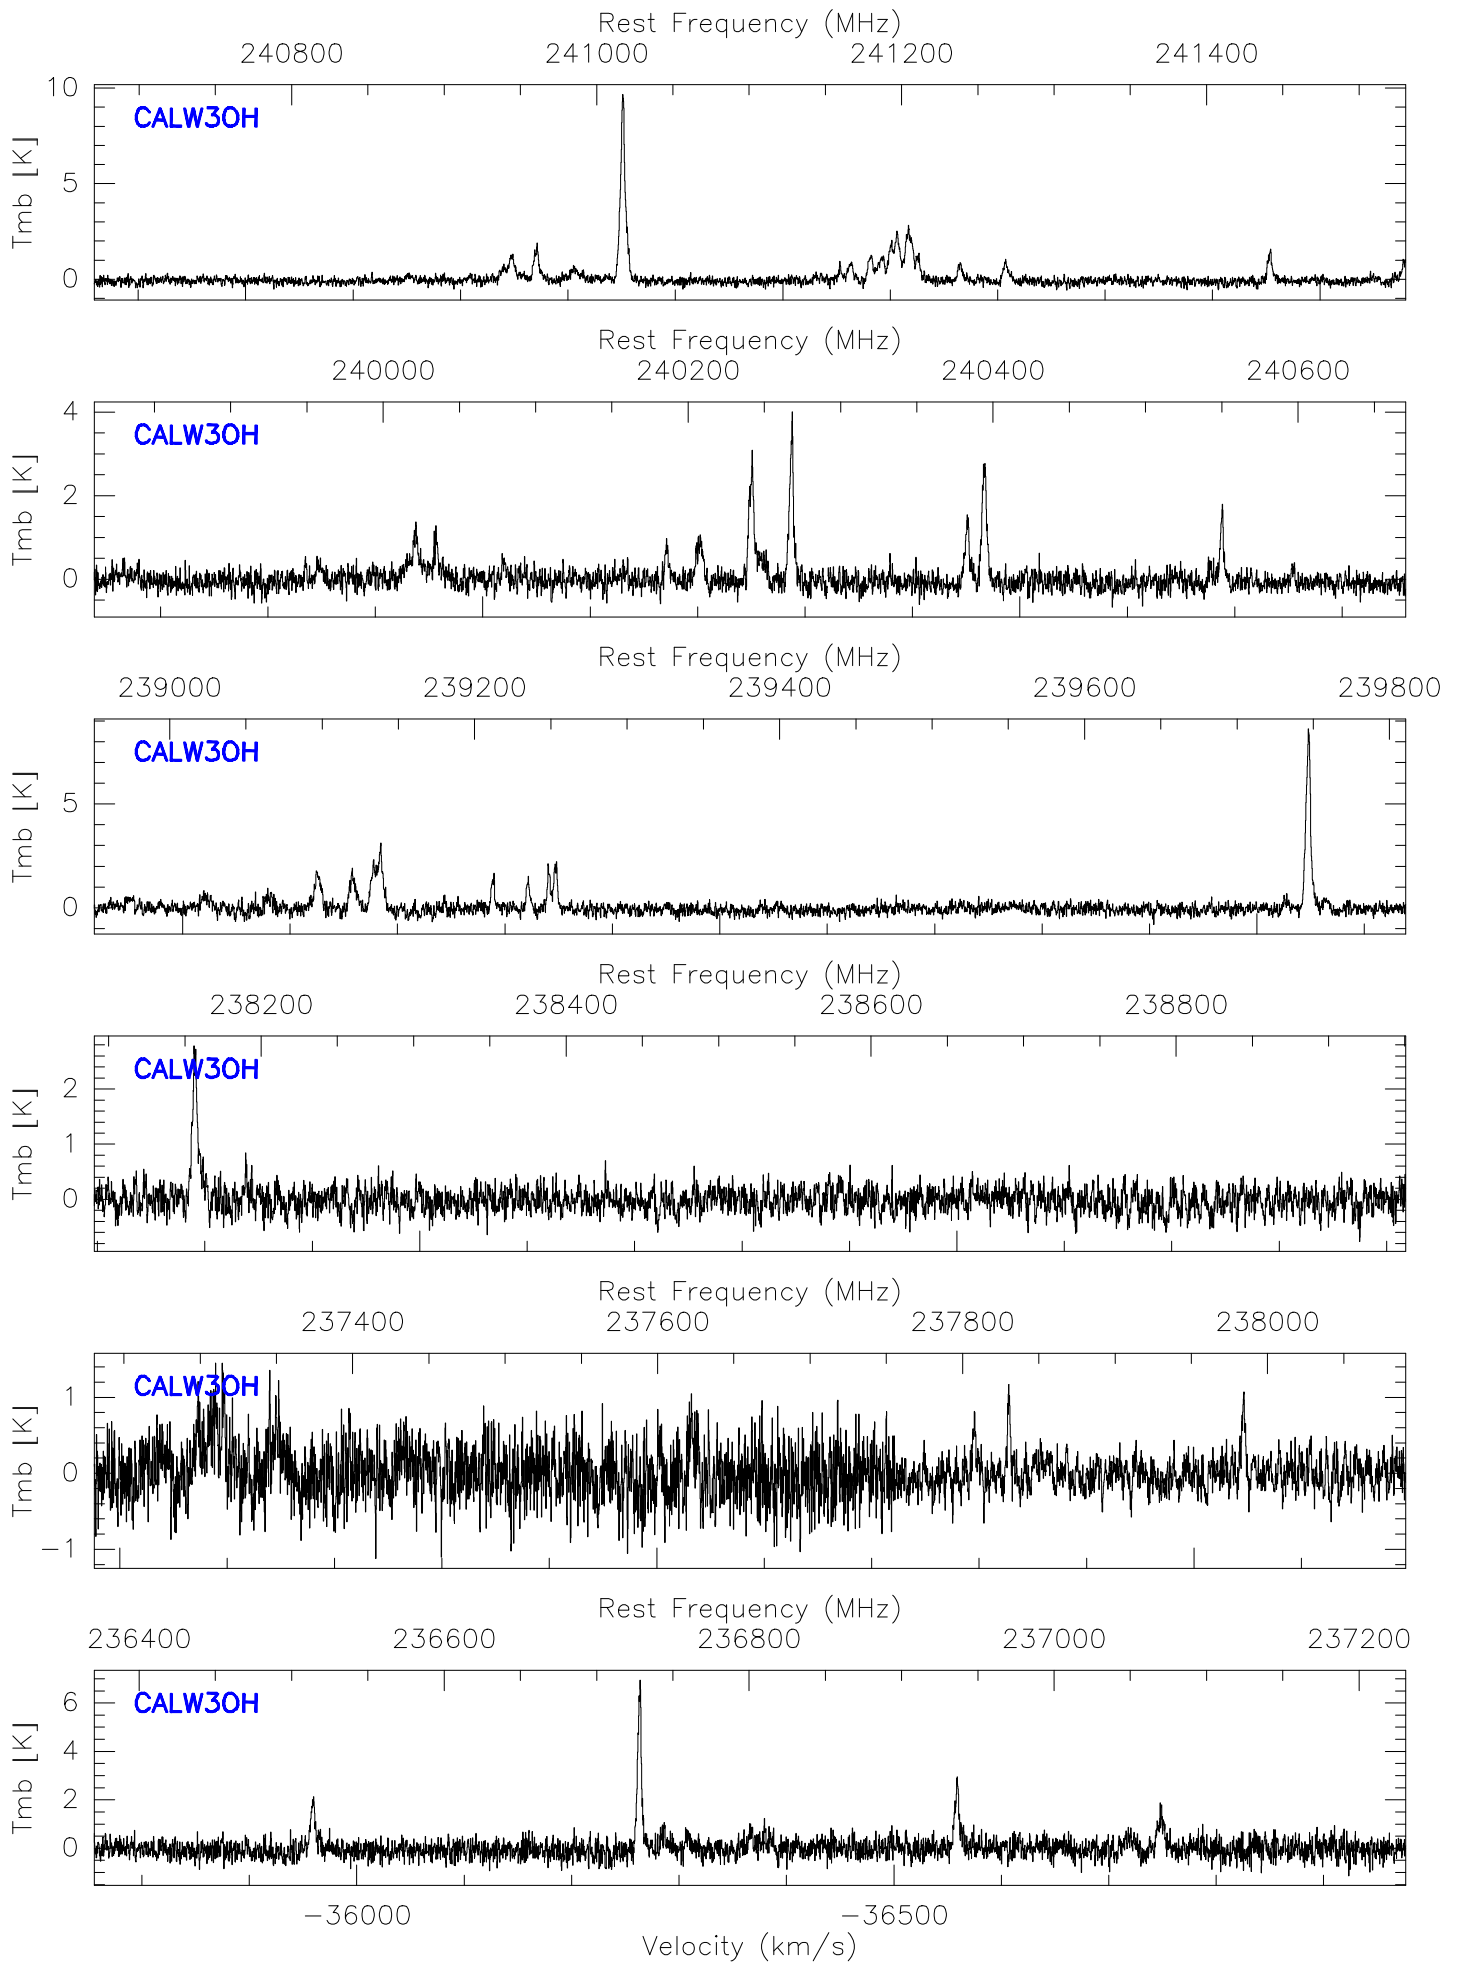 Rest Frequency (MHz)
240800 241000 241200 241400
10
CALW3OH
5
0
Tmb [K]
Rest Frequency (MHz)
240000 240200 240400 240600
4
CALW3OH
2
0
Tmb [K]
Rest Frequency (MHz)
239000 239200 239400 239600 239800
CALW3OH
5
0
Tmb [K]
Rest Frequency (MHz)
238200 238400 238600 238800
CALW3OH
2
1
0
Tmb [K]
Rest Frequency (MHz)
237400 237600 237800 238000
CALW3OH
1
0
-1
Tmb [K]
Rest Frequency (MHz)
236400 236600 236800 237000 237200
CALW3OH
6
4
2
0
Tmb [K]
-36000 -36500
Velocity (km/s)